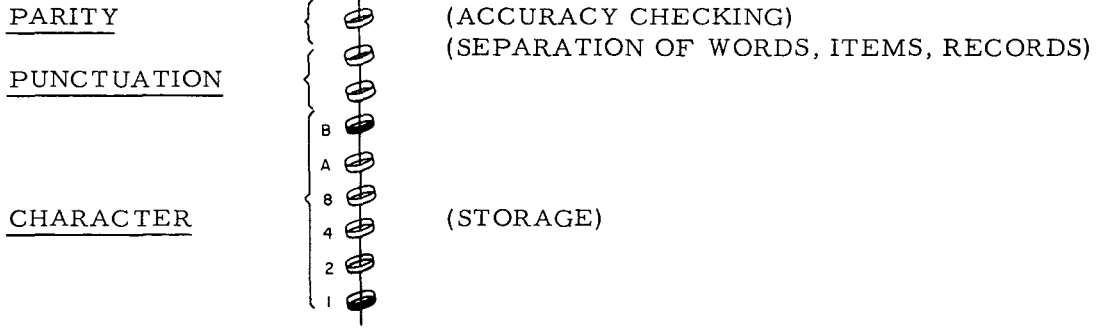 PARITY (ACCURACY CHECKING)
(SEPARATION OF WORDS, ITEMS, RECORDS)
PUNCTUATION
B
A
8
CHARACTER (STORAGE)
4
2
1